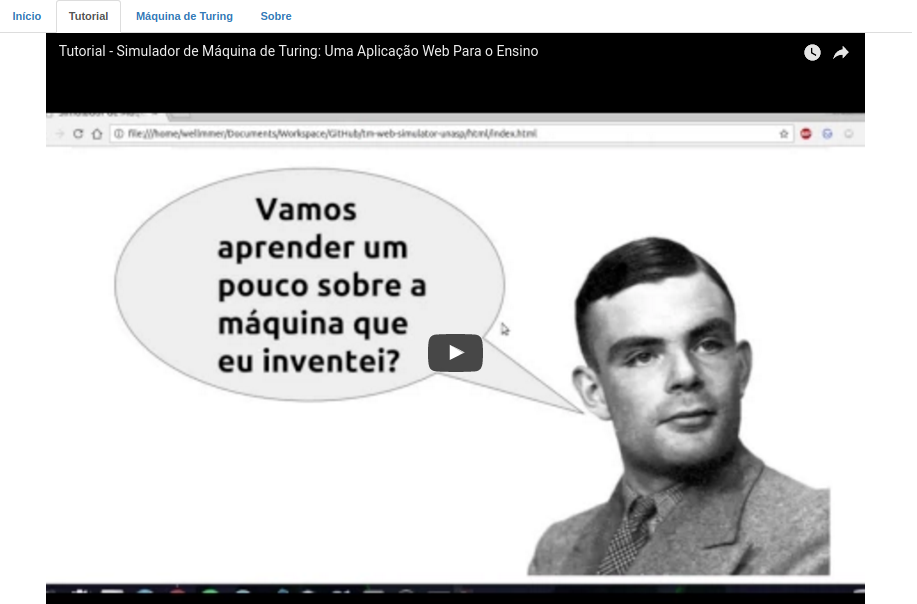 Início Tutorial Máquina de Turing Sobre
Tutorial - Simulador de Máquina de Turing: Uma Aplicação Web Para o Ensino
file:///home/wellmmer/Documents/Workspace/GitHub/tm-web-simulator-unasp/html/index.html
Vamos
aprender um
pouco sobre a
máquina que
eu inventei?